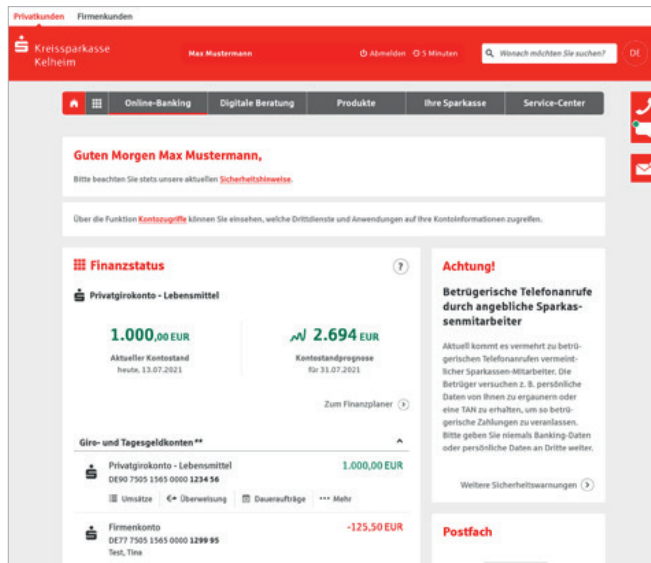 Privatkunden Firmenkunden
Kreissparkasse
Kelheim
Max Mustermann
Abmelden 5 Minuten
Wonach möchten Sie suchen?
DE
Online-Banking Digitale Beratung Produkte Ihre Sparkasse Service-Center
Guten Morgen Max Mustermann,
Bitte beachten Sie stets unsere aktuellen Sicherheitshinweise.
Über die Funktion Kontozugriffe können Sie einsehen, welche Drittdienste und Anwendungen auf Ihre Kontoinformationen zugreifen.
Finanzstatus ?
Privatgirokonto - Lebensmittel
1.000,00 EUR
Aktueller Kontostand
heute, 13.07.2021
2.694 EUR
Kontostandprognose
für 31.07.2021
Zum Finanzplaner
Giro- und Tagesgeldkonten **
Privatgirokonto - Lebensmittel 1.000,00 EUR
DE90 7505 1565 0000 1234 56
Umsätze Überweisung Daueraufträge Mehr
Firmenkonto -125,50 EUR
DE77 7505 1565 0000 1299 95
Test, Tina
Achtung!
Betrügerische Telefonanrufe
durch angebliche Sparkas-
senmitarbeiter
Aktuell kommt es vermehrt zu betrü-
gerischen Telefonanrufen vermeint-
licher Sparkassen-Mitarbeiter. Die
Betrüger versuchen z. B. persönliche
Daten von Ihnen zu ergaunern oder
eine TAN zu erhalten, um so betrü-
gerische Zahlungen zu veranlassen.
Bitte geben Sie niemals Banking-Daten
oder persönliche Daten an Dritte weiter.
Weitere Sicherheitswarnungen
Postfach